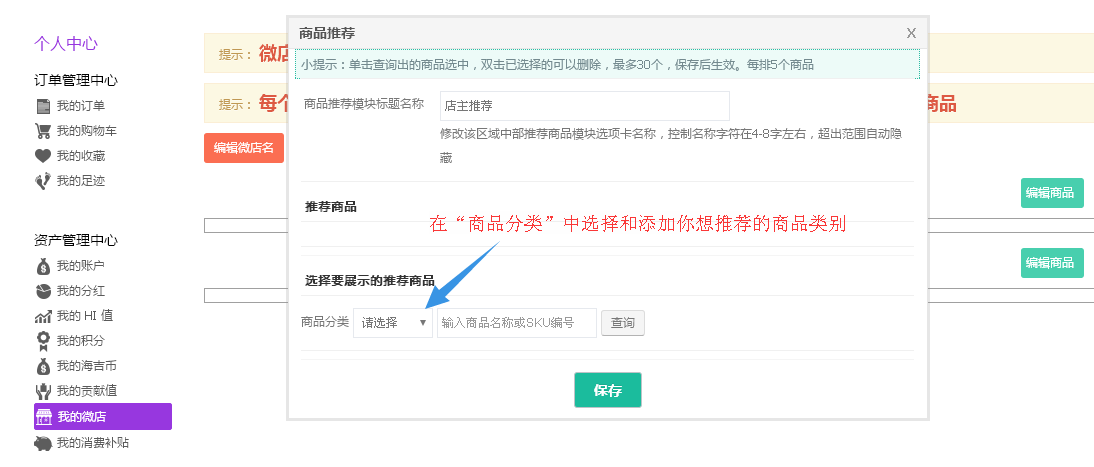 个人中心
订单管理中心
我的订单
我的购物车
我的收藏
我的足迹
资产管理中心
我的账户
我的分红
我的 HI 值
我的积分
我的海吉币
我的贡献值
我的微店
我的消费补贴
提示： 微店
提示： 每个
商品
编辑微店名
编辑商品
编辑商品
商品推荐 X
小提示：单击查询出的商品选中，双击已选择的可以删除，最多30个，保存后生效。每排5个商品
商品推荐模块标题名称 店主推荐
修改该区域中部推荐商品模块选项卡名称，控制名称字符在4-8字左右，超出范围自动隐
藏
推荐商品
在“商品分类”中选择和添加你想推荐的商品类别
选择要展示的推荐商品
商品分类 请选择 输入商品名称或SKU编号 查询
保存